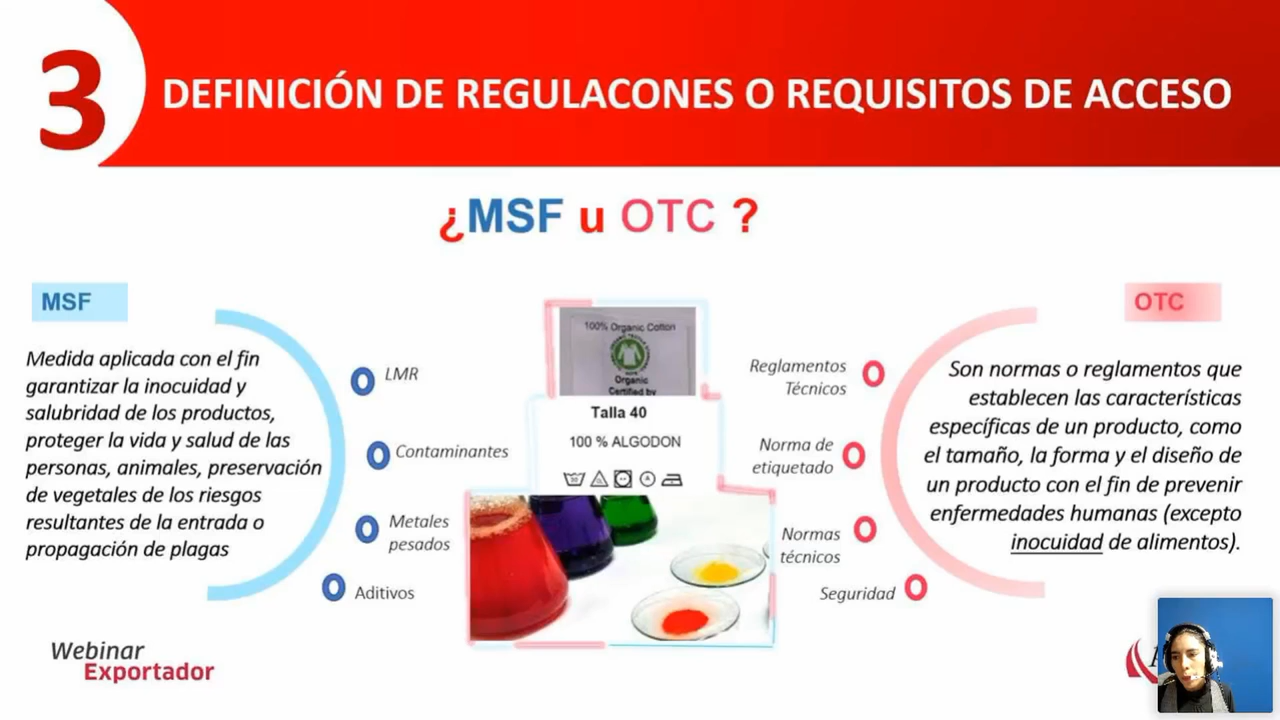 3
DEFINICIÓN DE REGULACONES O REQUISITOS DE ACCESO
¿MSF u OTC ?
MSF
Medida aplicada con el fin
garantizar la inocuidad y
salubridad de los productos,
proteger la vida y salud de las
personas, animales, preservación
de vegetales de los riesgos
resultantes de la entrada o
propagación de plagas
LMR
Contaminantes
Metales
pesados
Aditivos
100% Organic Cotton
Organic
Certified by
Talla 40
100 % ALGODON
Reglamentos
Técnicos
Norma de
etiquetado
Normas
técnicos
Seguridad
OTC
Son normas o reglamentos que
establecen las características
específicas de un producto, como
el tamaño, la forma y el diseño de
un producto con el fin de prevenir
enfermedades humanas (excepto
inocuidad de alimentos).
Webinar
Exportador